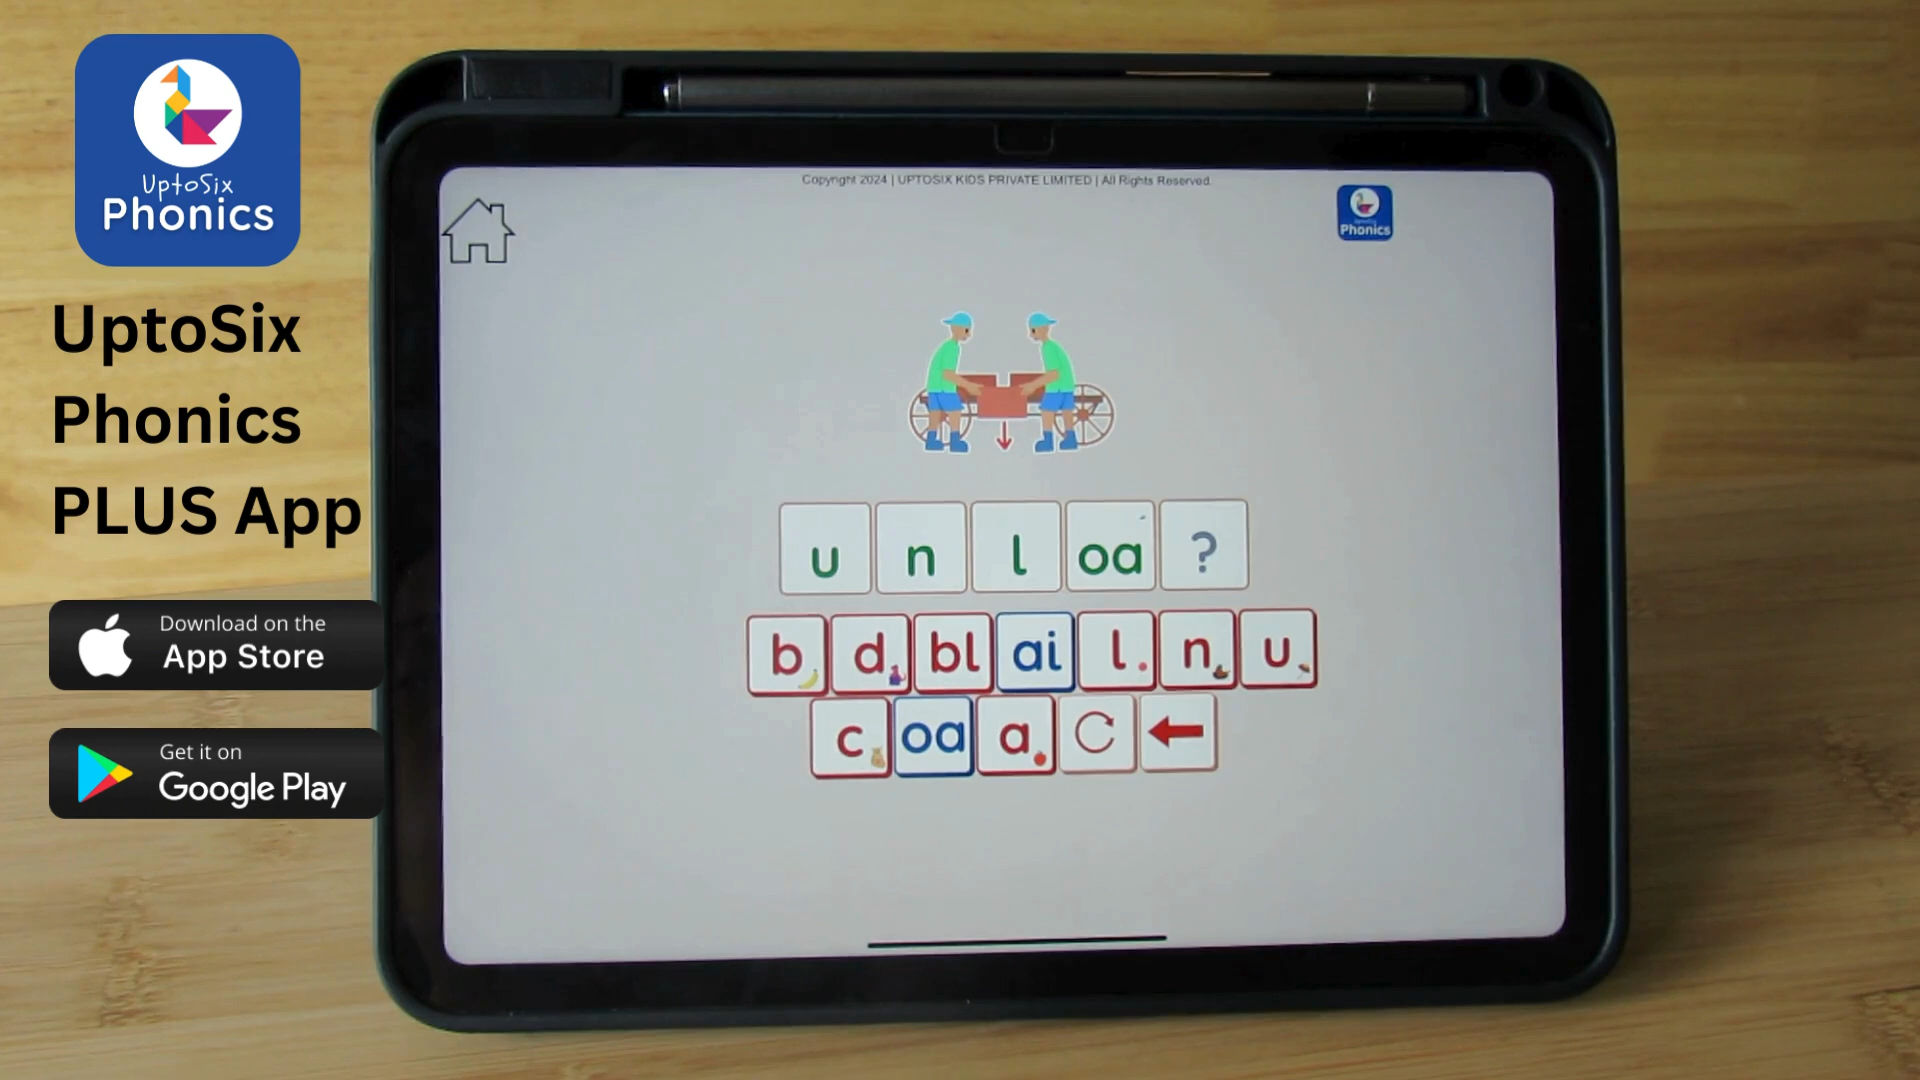 UptoSix
Phonics
UptoSix
Phonics
PLUS App
Download on the
App Store
Get it on
Google Play
Copyright 2024 | UPTOSIX KIDS PRIVATE LIMITED | All Rights Reserved.
Phonics
u n l oa ?
b d bl ai l n u
c oa a